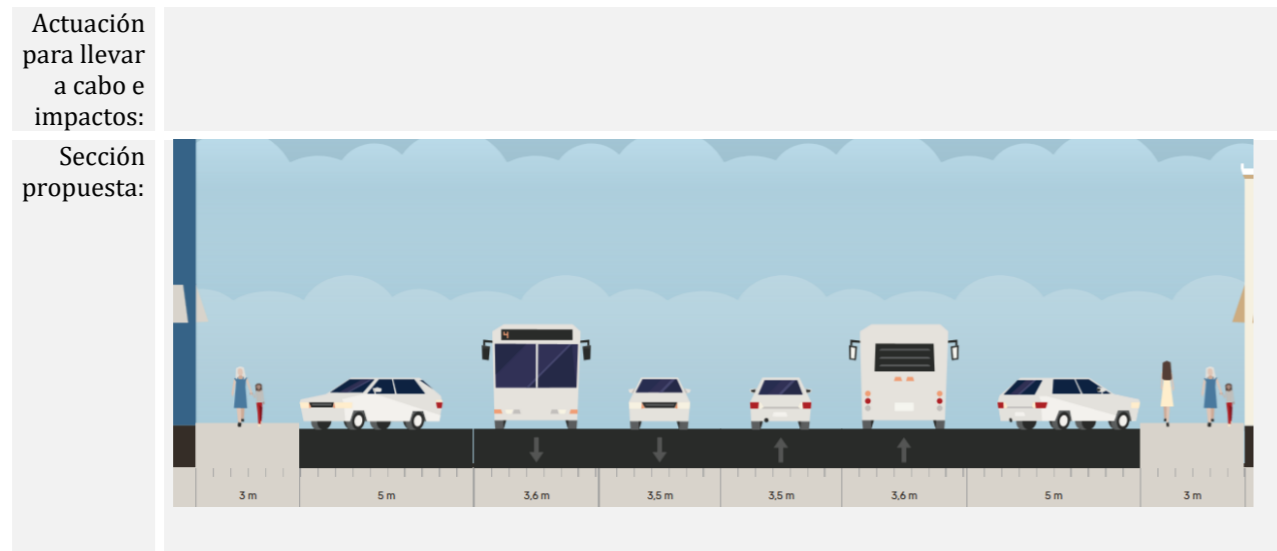 Actuación
para llevar
a cabo e
impactos:
Sección
propuesta:
4
3 m
5 m
3,6 m
3,5 m
3,5 m
3,6 m
5 m
3 m